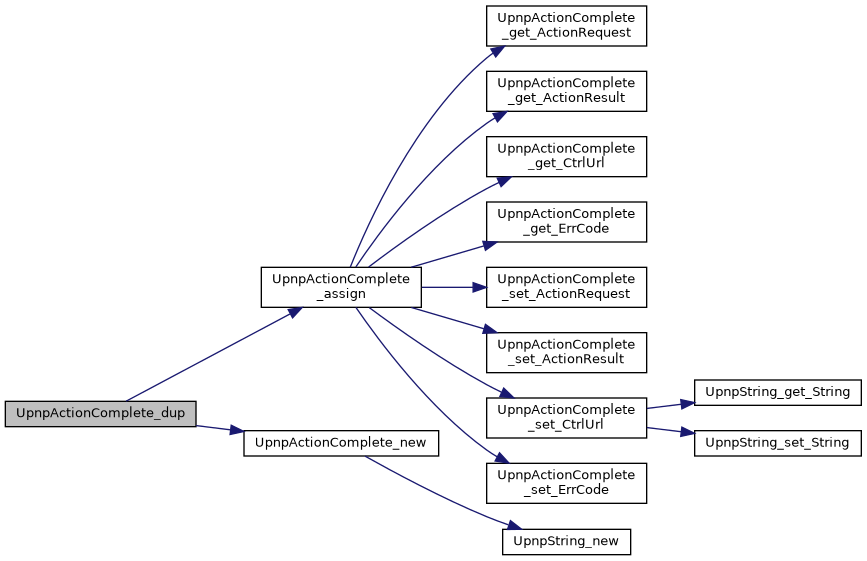 UpnpActionComplete
_get_ActionRequest
UpnpActionComplete
_get_ActionResult
UpnpActionComplete
_get_CtrlUrl
UpnpActionComplete
_get_ErrCode
UpnpActionComplete
_assign
UpnpActionComplete
_set_ActionRequest
UpnpActionComplete
_set_ActionResult
UpnpString_get_String
UpnpActionComplete
_set_CtrlUrl
UpnpActionComplete_dup
UpnpActionComplete_new
UpnpString_set_String
UpnpActionComplete
_set_ErrCode
UpnpString_new